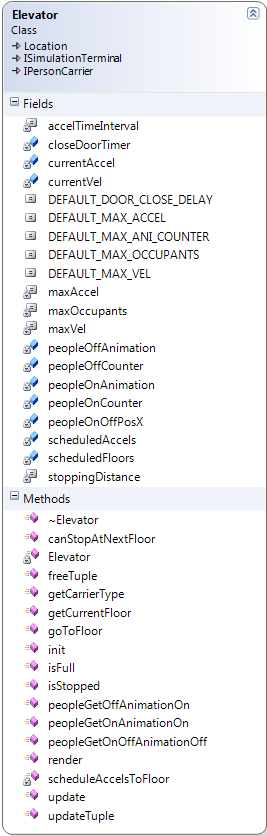 Elevator
Class
Location
ISimulationTerminal
IPersonCarrier
Fields
accelTimeInterval
closeDoorTimer
currentAccel
currentVel
DEFAULT_DOOR_CLOSE_DELAY
DEFAULT_MAX_ACCEL
DEFAULT_MAX_ANI_COUNTER
DEFAULT_MAX_OCCUPANTS
DEFAULT_MAX_VEL
maxAccel
maxOccupants
maxVel
peopleOffAnimation
peopleOffCounter
peopleOnAnimation
peopleOnCounter
peopleOnOffPosX
scheduledAccels
scheduledFloors
stoppingDistance
Methods
~Elevator
canStopAtNextFloor
Elevator
freeTuple
getCarrierType
getCurrentFloor
goToFloor
init
isFull
isStopped
peopleGetOffAnimationOn
peopleGetOnAnimationOn
peopleGetOnOffAnimationOff
render
scheduleAccelsToFloor
update
updateTuple